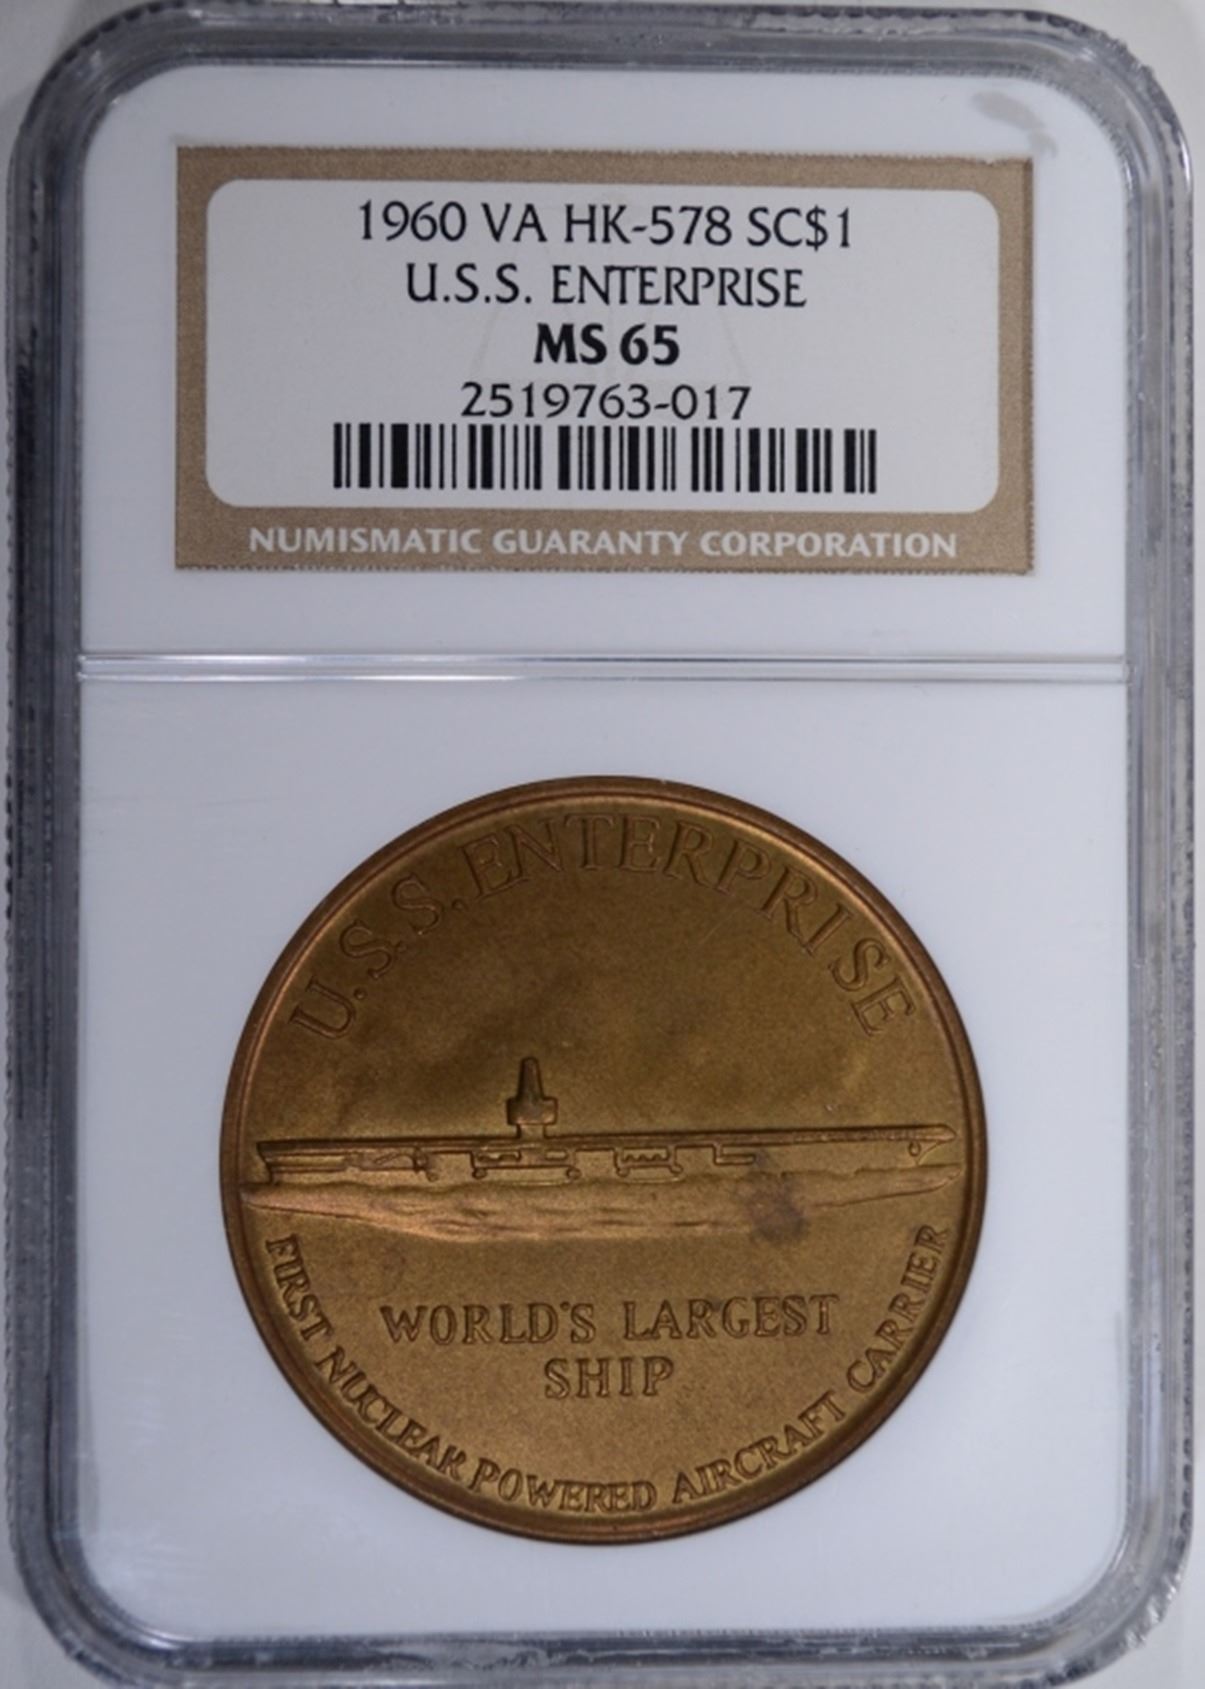 1960 VA HK-578 SC$1
U.S.S. ENTERPRISE
MS 65
2519763-017
NUMISMATIC GUARANTY CORPORATION
U.S.S. ENTERPRISE
WORLD'S LARGEST
SHIP
FIRST NUCLEAR POWERED AIRCRAFT CARRIER